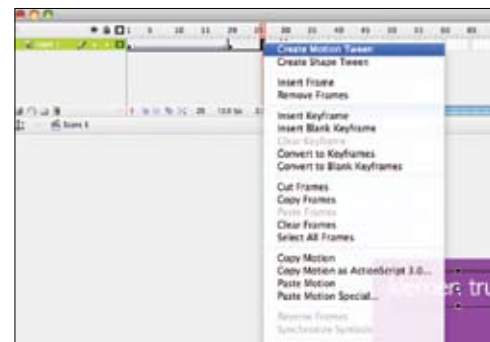 Create Motion Tween
Create Shape Tween
Insert Frame
Remove Frames
Insert Keyframe
Insert Blank Keyframe
Clear Keyframe
Convert to Keyframes
Convert to Blank Keyframes
Cut Frames
Copy Frames
Paste Frames
Clear Frames
Select All Frames
Copy Motion
Copy Motion as ActionScript 3.0...
Paste Motion
Paste Motion Special...
Reverse Frames
Synchronize Symbols
Scene 1